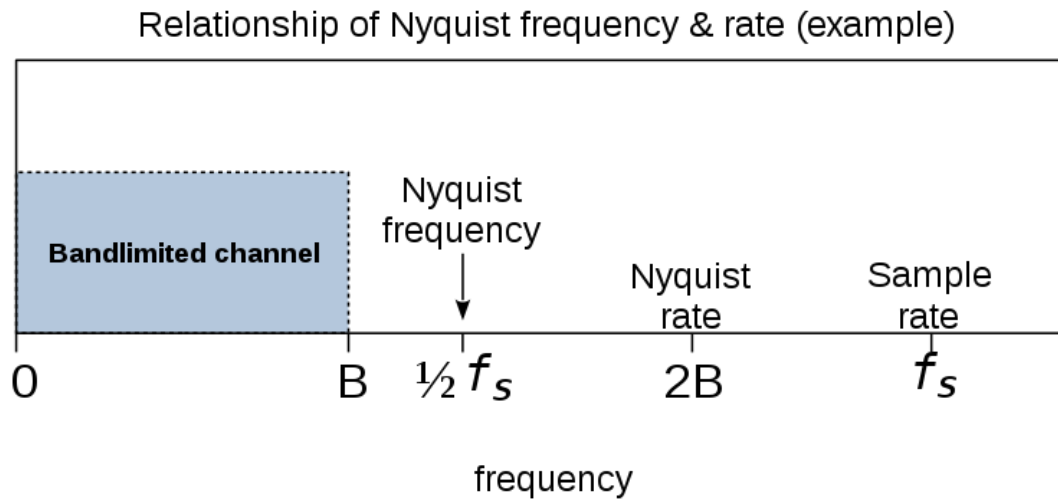 Relationship of Nyquist frequency & rate (example)
Bandlimited channel
Nyquist
frequency
Nyquist
rate
Sample
rate
0
B
½ fs
2B
fs
frequency